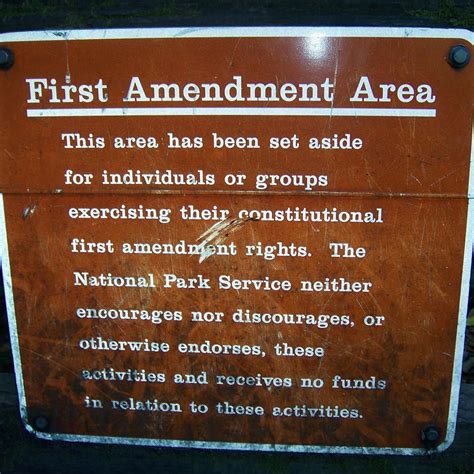 First Amendment Area
This area has been set aside
for individuals or groups
exercising their constitutional
first amendment rights. The
National Park Service neither
encourages nor discourages, or
otherwise endorses, these
activities and receives no funds
in relation to these activities.